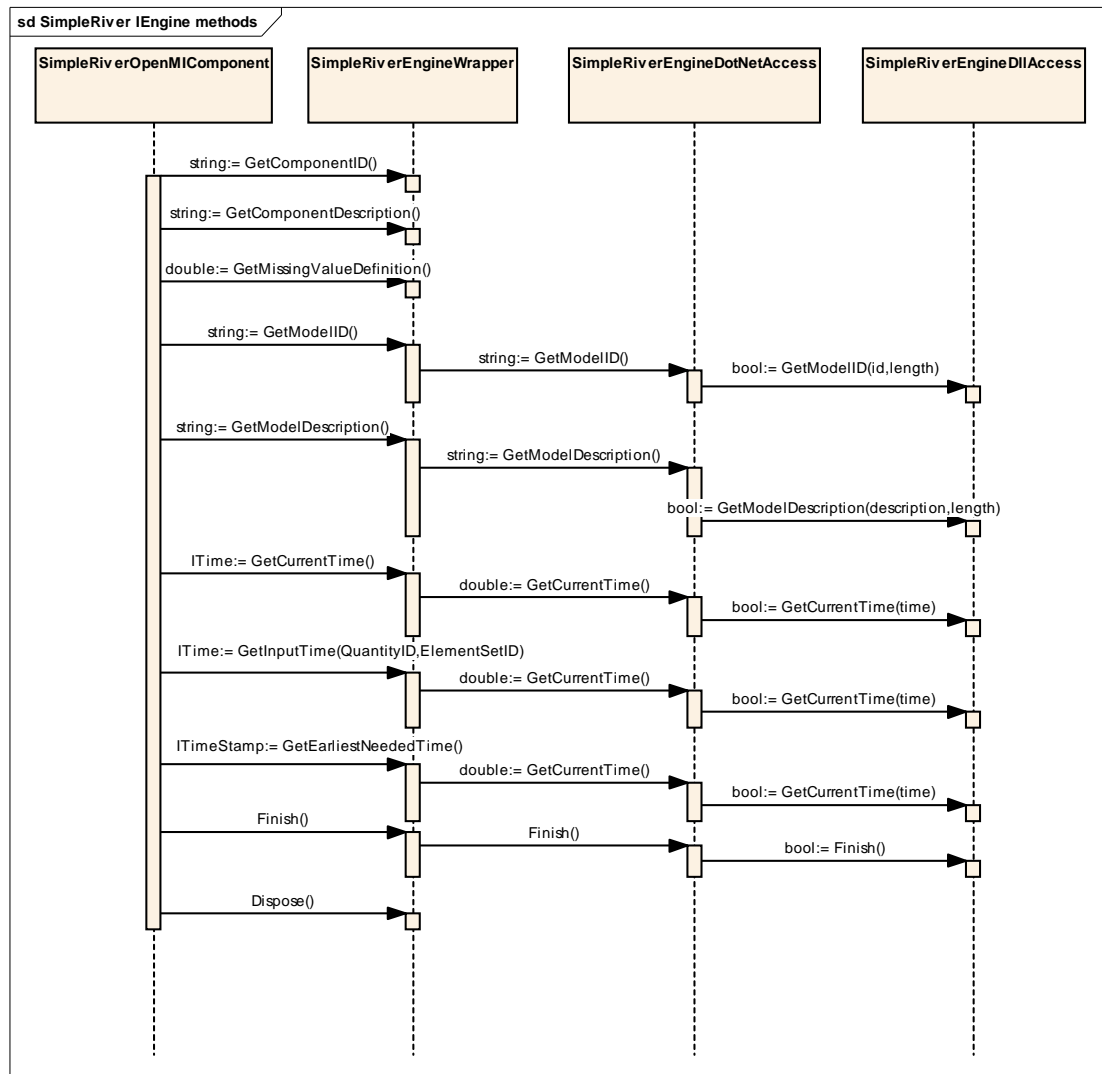 sd SimpleRiver IEngine methods
SimpleRiverOpenMIComponent
SimpleRiverEngineWrapper
SimpleRiverEngineDotNetAccess
SimpleRiverEngineDllAccess
string:= GetComponentID()
string:= GetComponentDescription()
double:= GetMissingValueDefinition()
string:= GetModelID()
string:= GetModelID()
bool:= GetModelID(id,length)
string:= GetModelDescription()
string:= GetModelDescription()
bool:= GetModelDescription(description,length)
ITime:= GetCurrentTime()
double:= GetCurrentTime()
bool:= GetCurrentTime(time)
ITime:= GetInputTime(QuantityID,ElementSetID)
double:= GetCurrentTime()
bool:= GetCurrentTime(time)
ITimeStamp:= GetEarliestNeededTime()
double:= GetCurrentTime()
bool:= GetCurrentTime(time)
Finish()
Finish()
bool:= Finish()
Dispose()